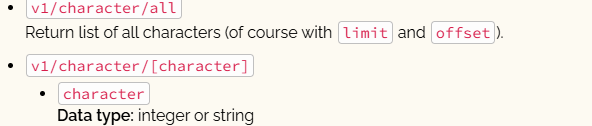 v1/character/all
Return list of all characters (of course with limit and offset).
v1/character/[character]
character
Data type: integer or string